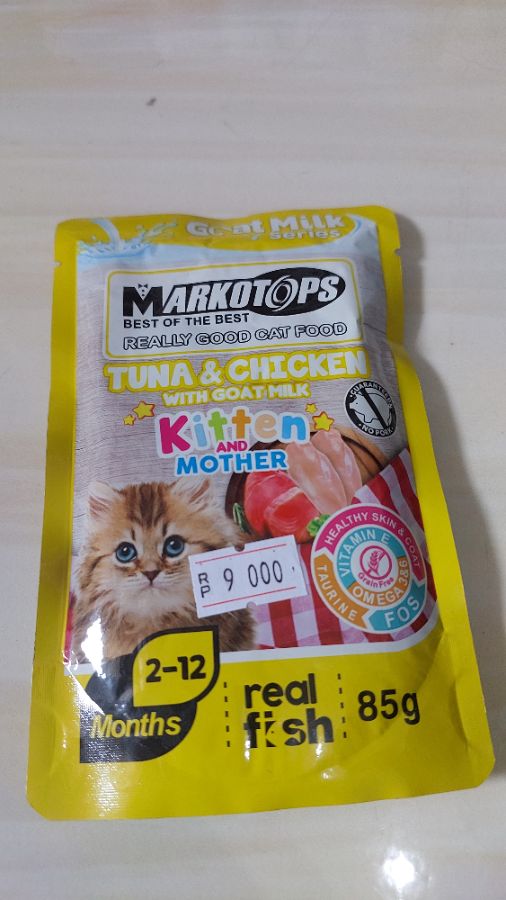 Goat Milk
series
MARKOTOPS
BEST OF THE BEST
REALLY GOOD CAT FOOD
TUNA & CHICKEN
WITH GOAT MILK
GUARANTEED
NO PORK
Kitten
AND
MOTHER
HEALTHY SKIN & COAT
VITAMIN E
Grain Free
OMEGA 3&6
TAURINE
FOS
RP 9 000
2-12
Months
real
fish
85g